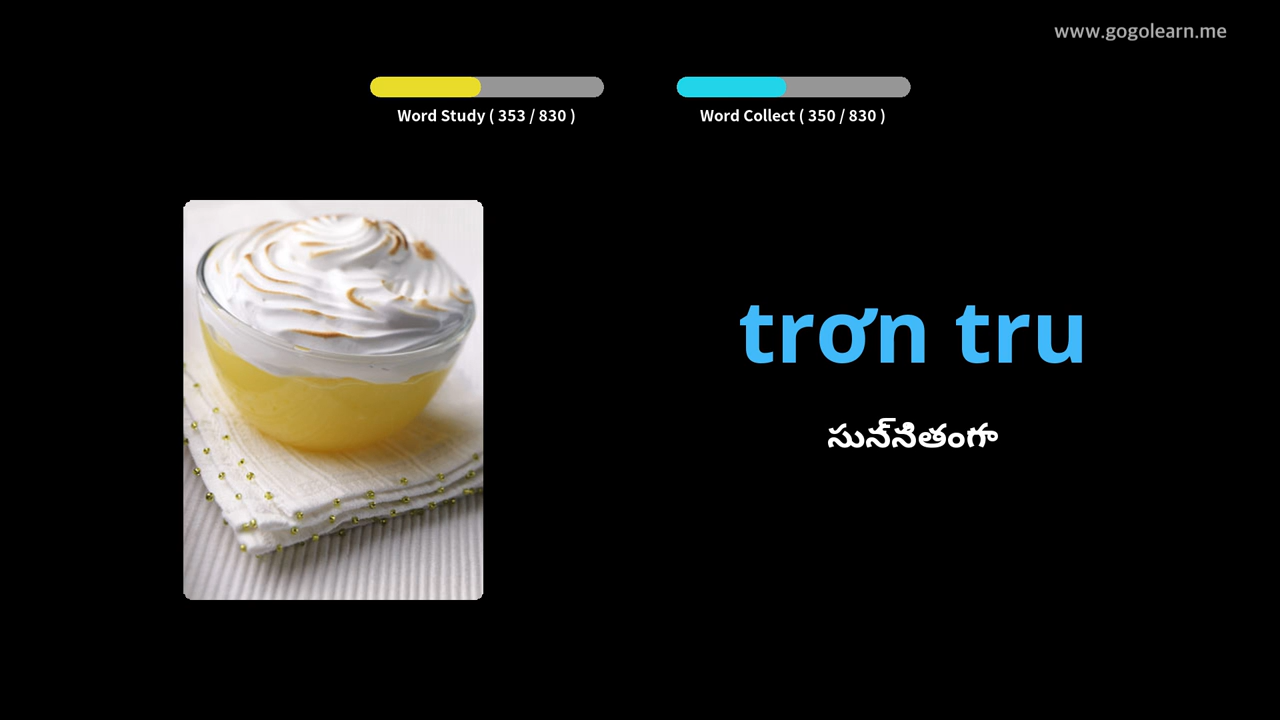 www.gogolearn.me
Word Study ( 353 / 830 )
Word Collect ( 350 / 830 )
trơn tru
సున్నితంగా